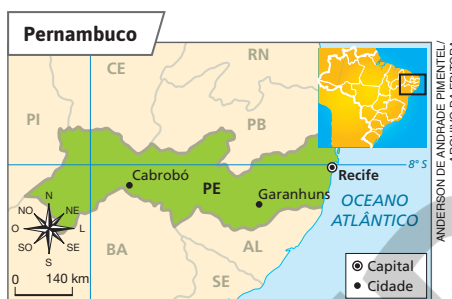 Pernambuco
CE
RN
PI
PB
8° S
Recife
Cabrobó
PE
Garanhuns
OCEANO
ATLÂNTICO
N
NO
NE
O
L
SO
SE
S
BA
AL
SE
0 140 km
Capital
Cidade
ANDERSON DE ANDRADE PIMENTEL/
ARQUIVO DA EDITORA